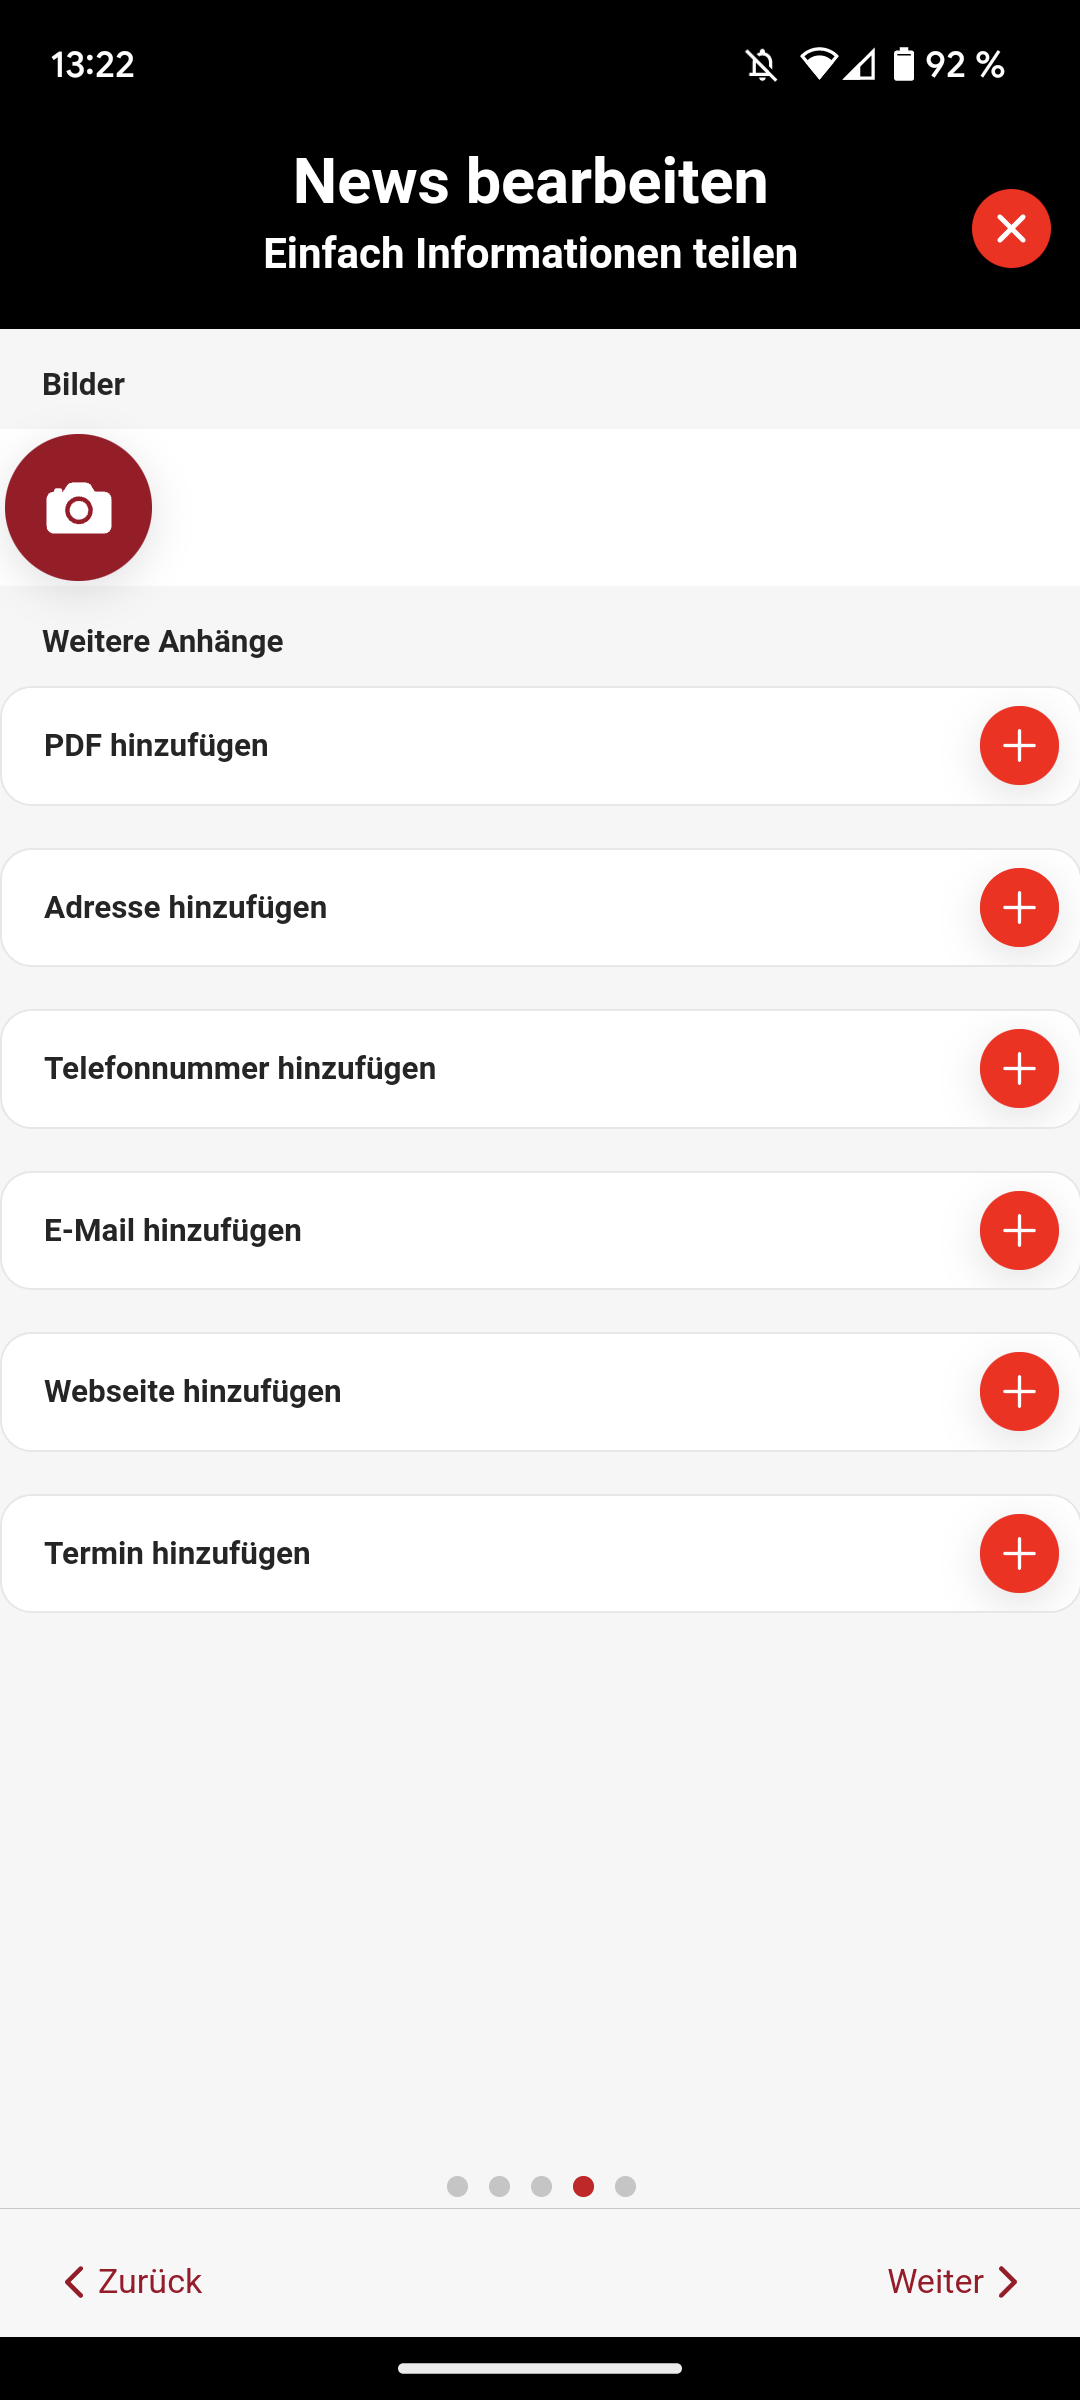 13:22
92 %
News bearbeiten
Einfach Informationen teilen
Bilder
Weitere Anhänge
PDF hinzufügen
Adresse hinzufügen
Telefonnummer hinzufügen
E-Mail hinzufügen
Webseite hinzufügen
Termin hinzufügen
Zurück
Weiter